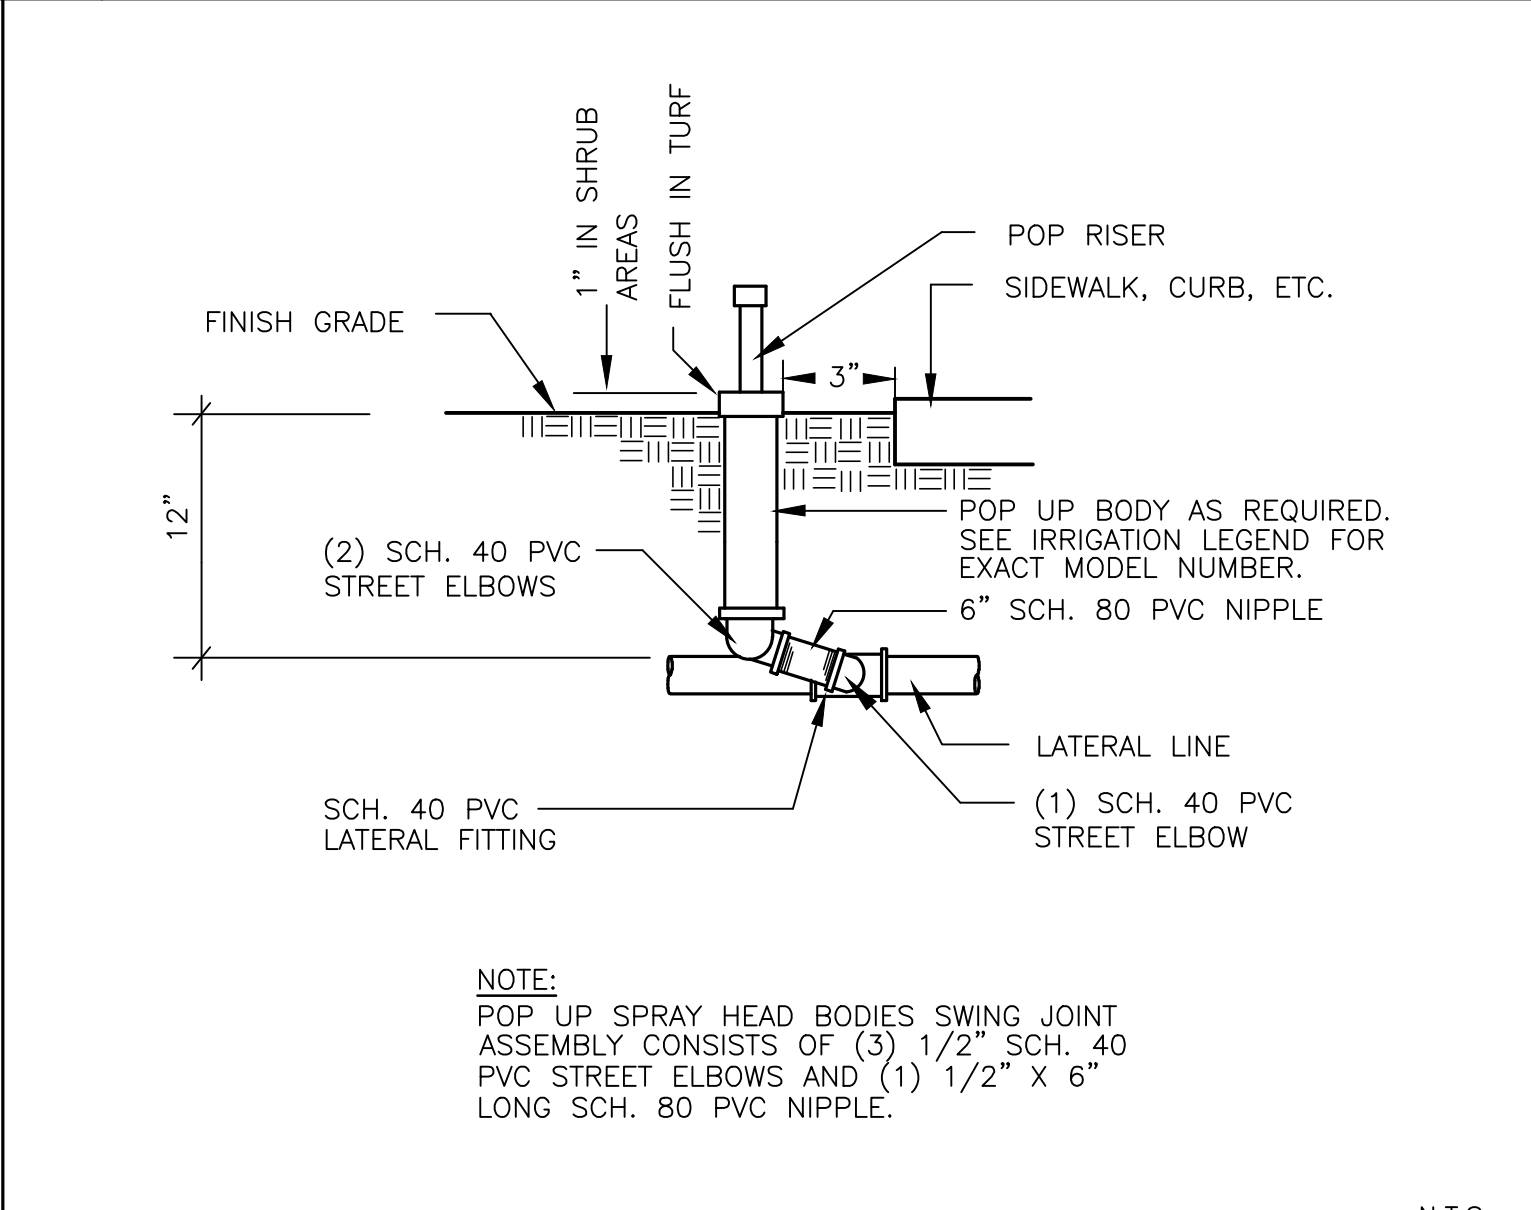 1” IN SHRUB
AREAS
FLUSH IN TURF
POP RISER
SIDEWALK, CURB, ETC.
FINISH GRADE
3”
12”
POP UP BODY AS REQUIRED.
SEE IRRIGATION LEGEND FOR
EXACT MODEL NUMBER.
(2) SCH. 40 PVC
STREET ELBOWS
6” SCH. 80 PVC NIPPLE
LATERAL LINE
SCH. 40 PVC
LATERAL FITTING
(1) SCH. 40 PVC
STREET ELBOW
NOTE:
POP UP SPRAY HEAD BODIES SWING JOINT
ASSEMBLY CONSISTS OF (3) 1/2” SCH. 40
PVC STREET ELBOWS AND (1) 1/2” X 6”
LONG SCH. 80 PVC NIPPLE.